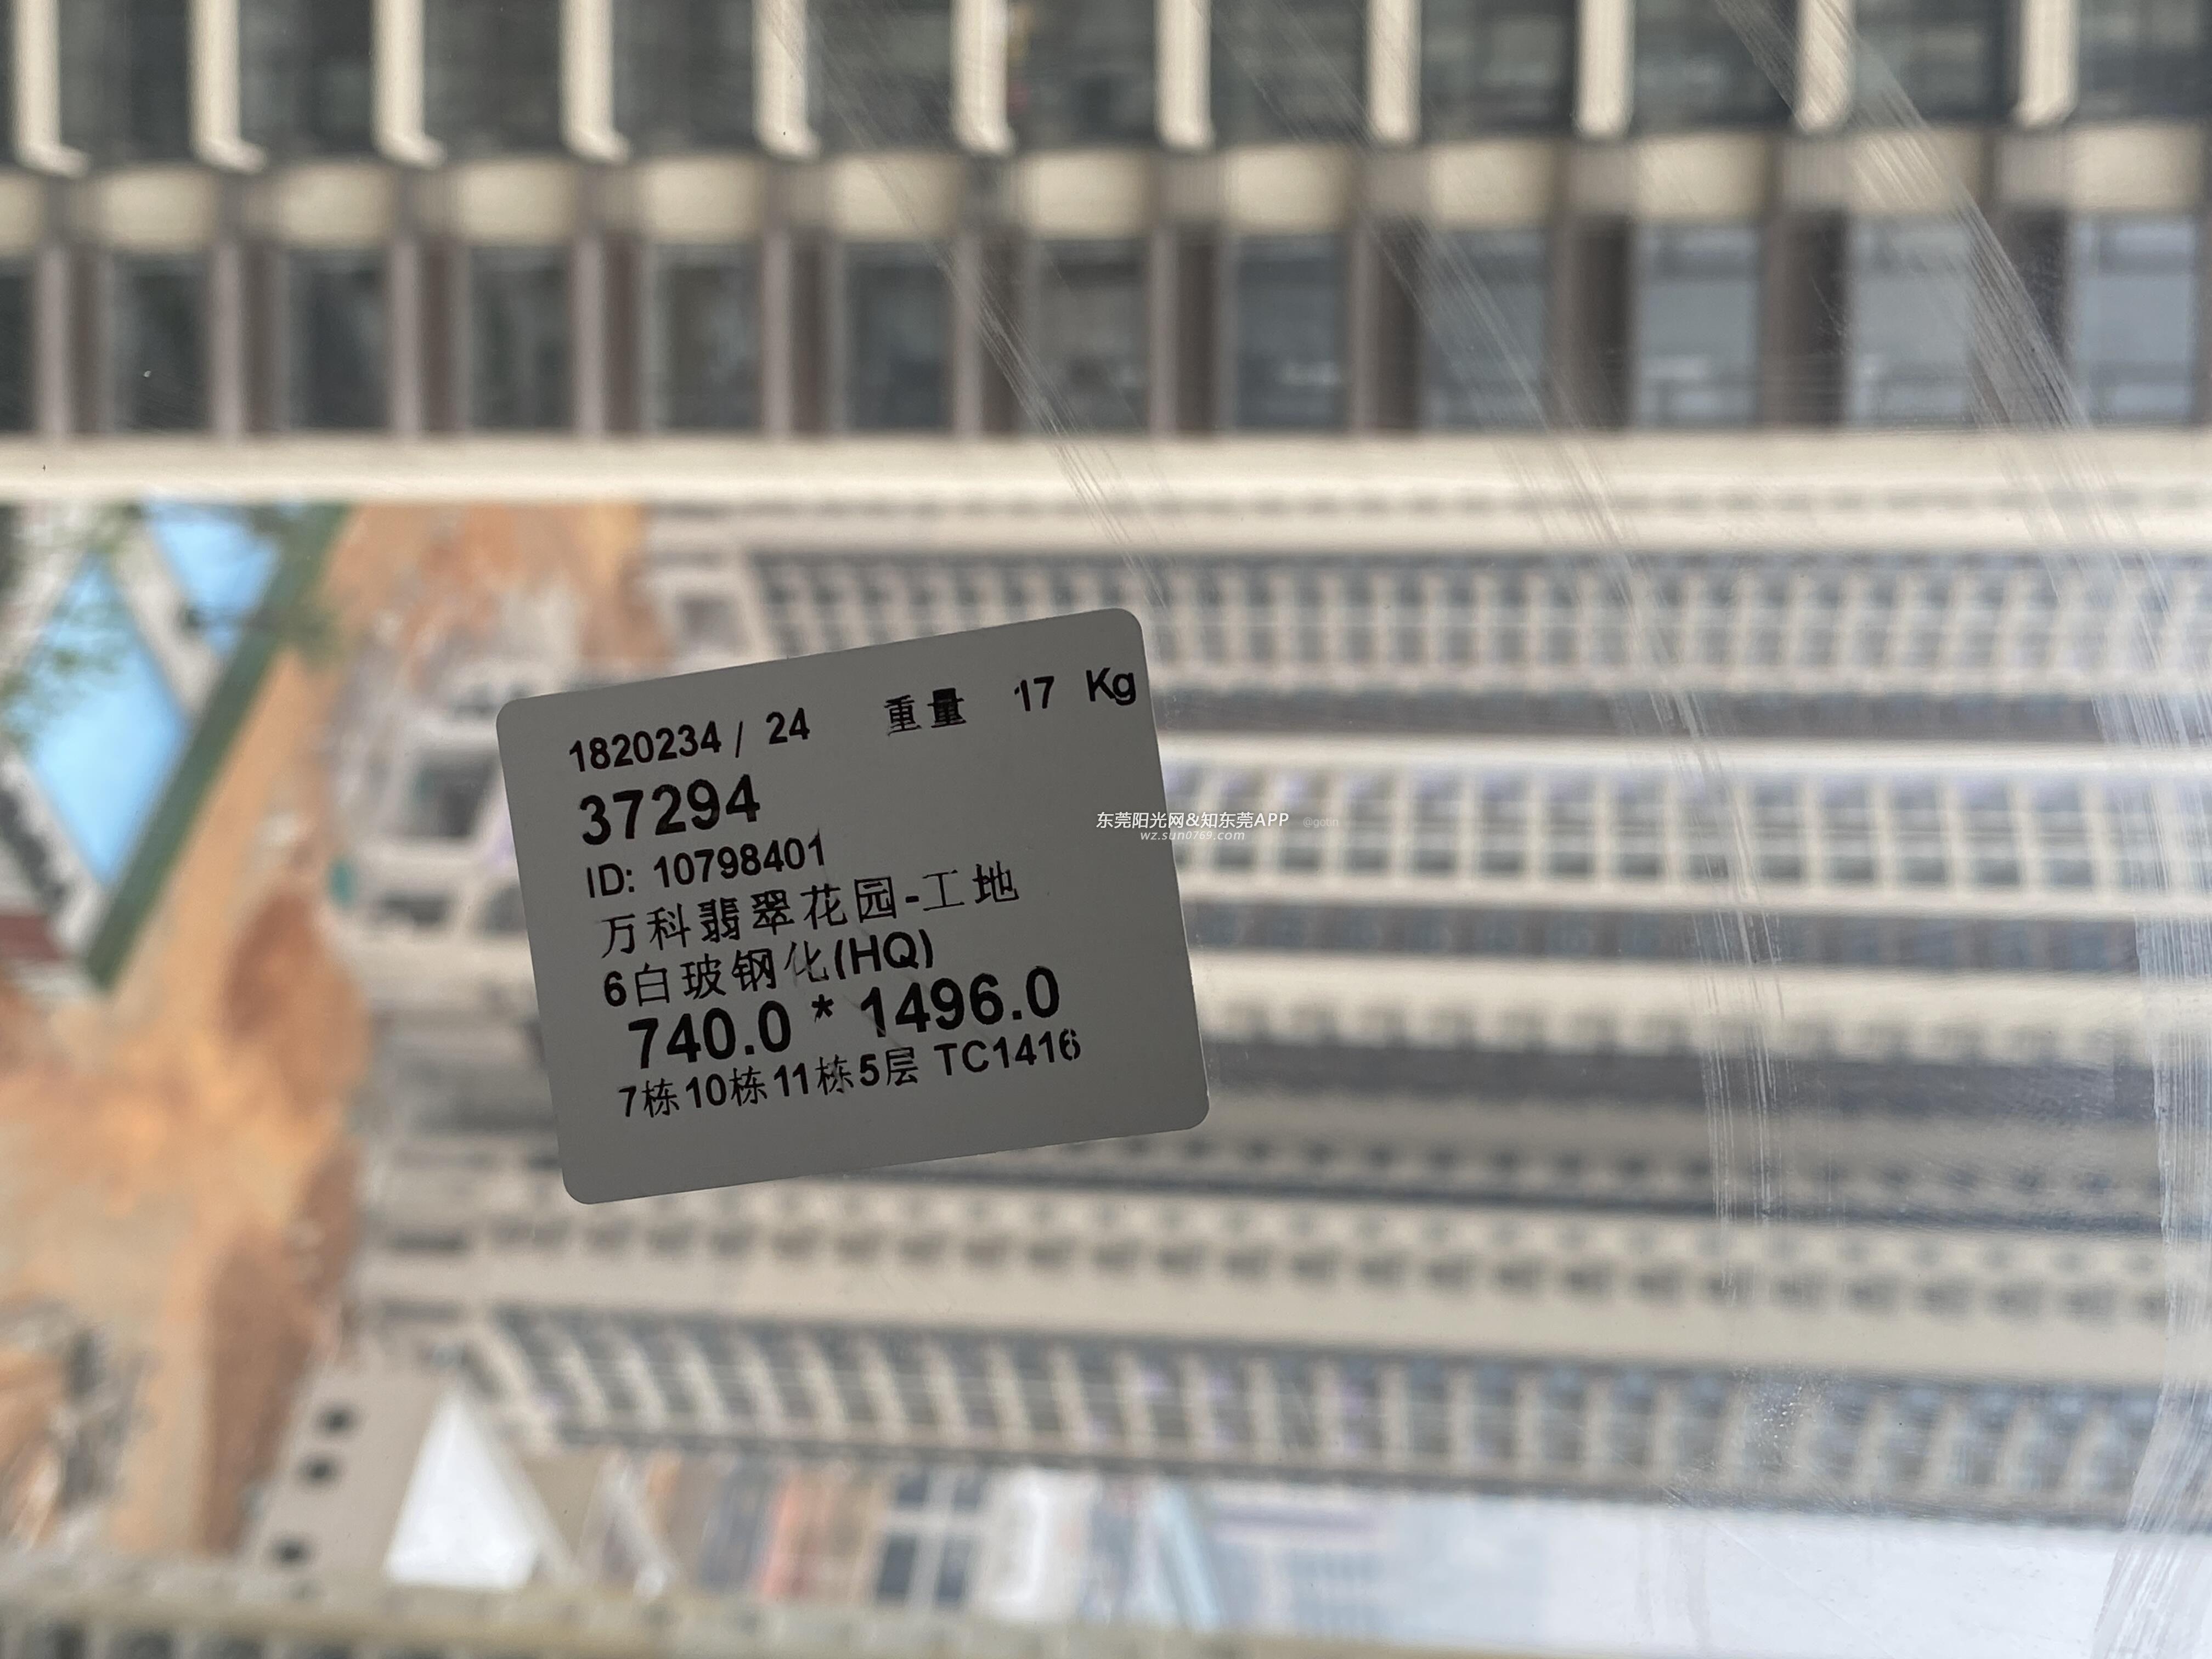 1820234 / 24 重量 17 Kg
37294
ID: 10798401
万科翡翠花园-工地
6白玻钢化(HQ)
740.0 * 1496.0
7栋10栋11栋5层 TC1416
东莞阳光网&知东莞APP @gotin
wz.sun0769.com